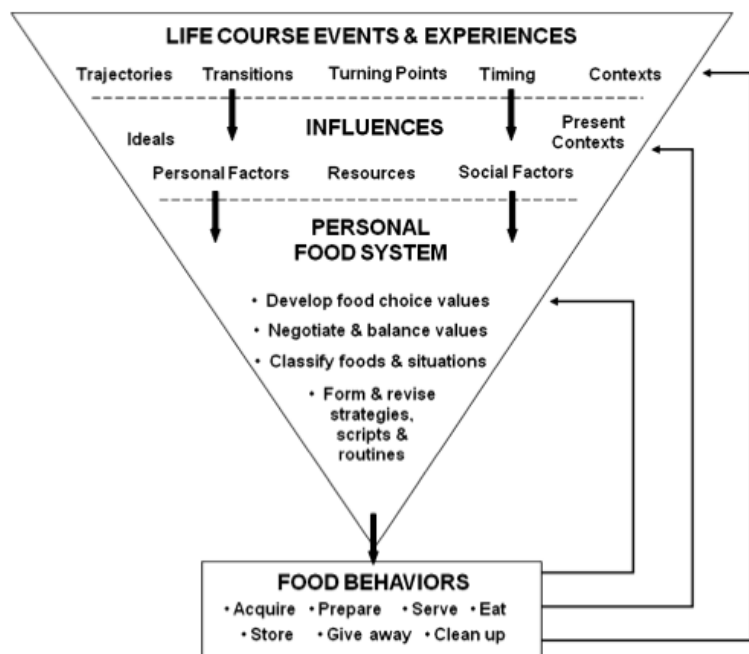 LIFE COURSE EVENTS & EXPERIENCES
Trajectories Transitions Turning Points Timing Contexts
INFLUENCES
Ideals
Present
Contexts
Personal Factors Resources Social Factors
PERSONAL
FOOD SYSTEM
• Develop food choice values
• Negotiate & balance values
• Classify foods & situations
• Form & revise
strategies,
scripts &
routines
FOOD BEHAVIORS
• Acquire • Prepare • Serve • Eat
• Store • Give away • Clean up